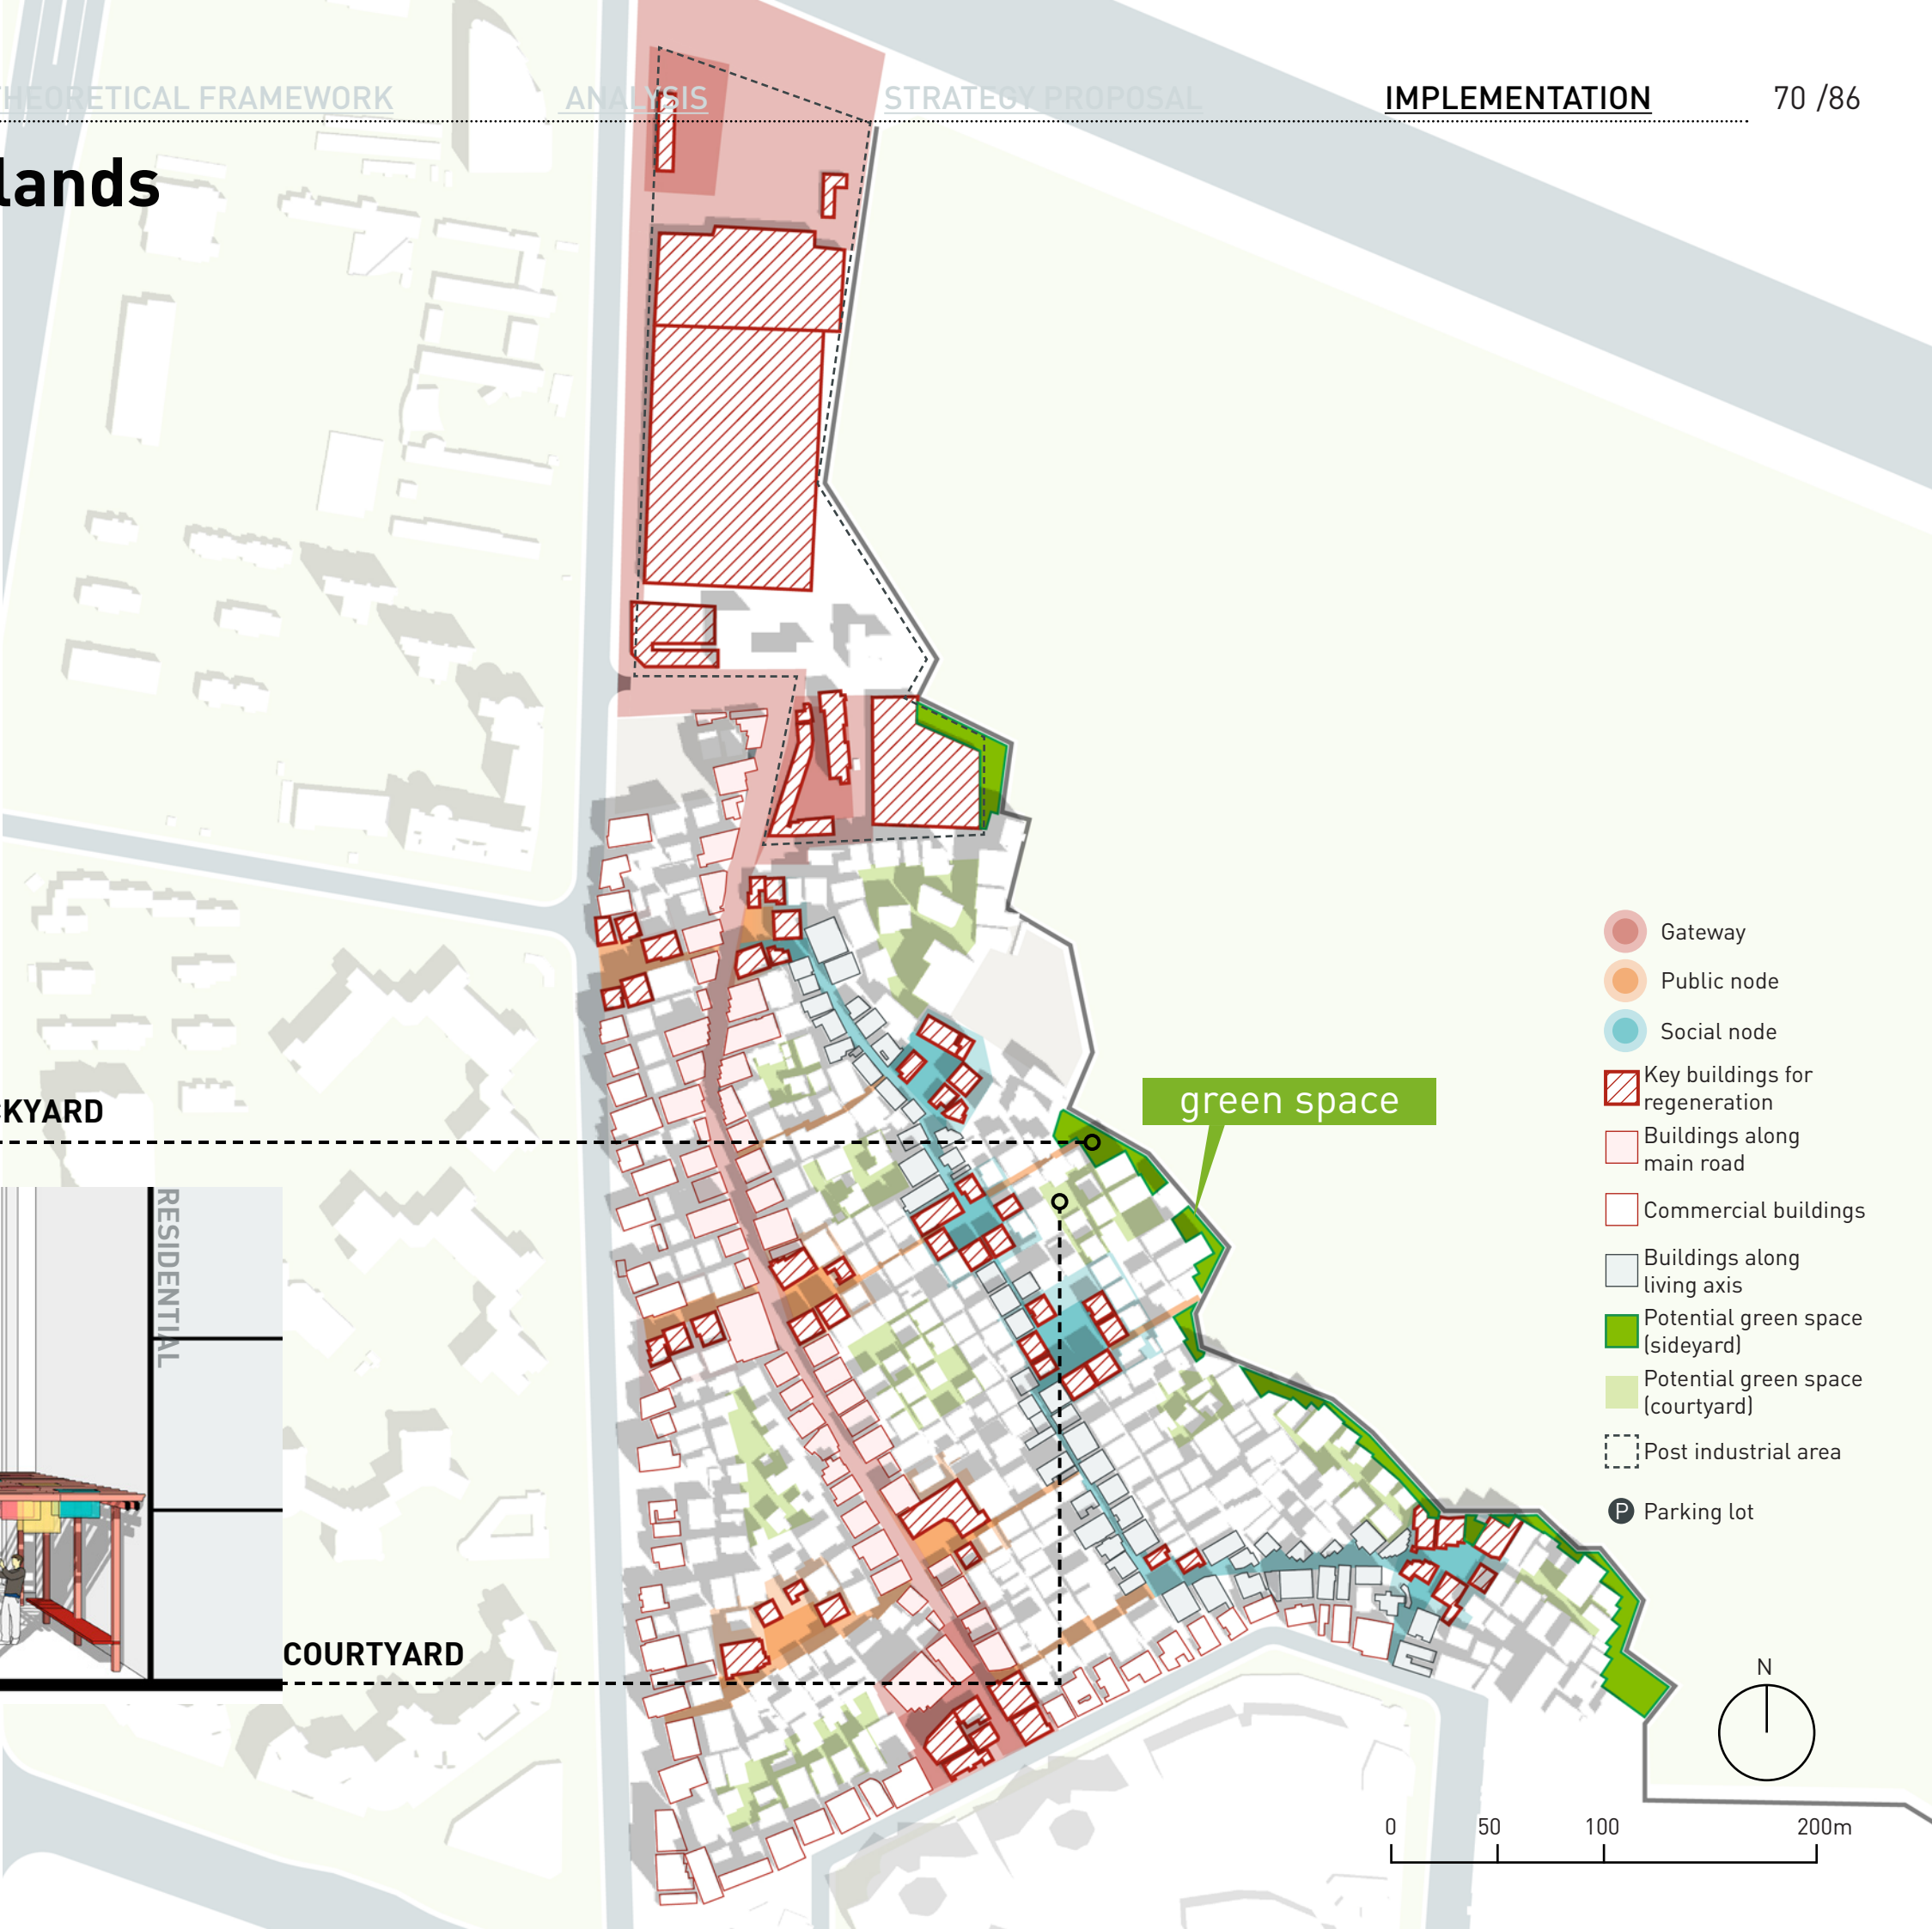 THEORETICAL FRAMEWORK
ANALYSIS
STRATEGY PROPOSAL
IMPLEMENTATION
70 /86
lands
CKYARD
green space
RESIDENTIAL
COURTYARD
Gateway
Public node
Social node
Key buildings for
regeneration
Buildings along
main road
Commercial buildings
Buildings along
living axis
Potential green space
(sideyard)
Potential green space
(courtyard)
Post industrial area
P
Parking lot
N
0
50
100
200m